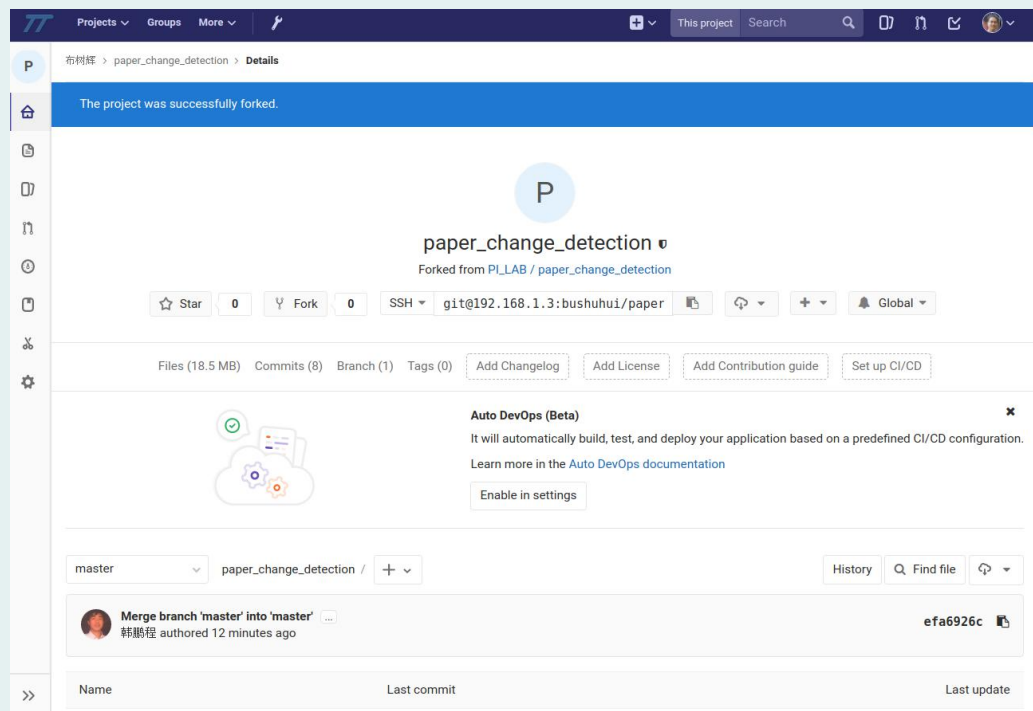 Projects Groups More This project Search
P
布树辉 > paper_change_detection > Details
The project was successfully forked.
P
paper_change_detection
Forked from PI_LAB / paper_change_detection
Star 0 Fork 0 SSH git@192.168.1.3:bushuhui/paper Global
Files (18.5 MB) Commits (8) Branch (1) Tags (0) Add Changelog Add License Add Contribution guide Set up CI/CD
Auto DevOps (Beta)
It will automatically build, test, and deploy your application based on a predefined CI/CD configuration.
Learn more in the Auto DevOps documentation
Enable in settings
master paper_change_detection / History Find file
Merge branch 'master' into 'master' ...
韩鹏程 authored 12 minutes ago
efa6926c
Name Last commit Last update